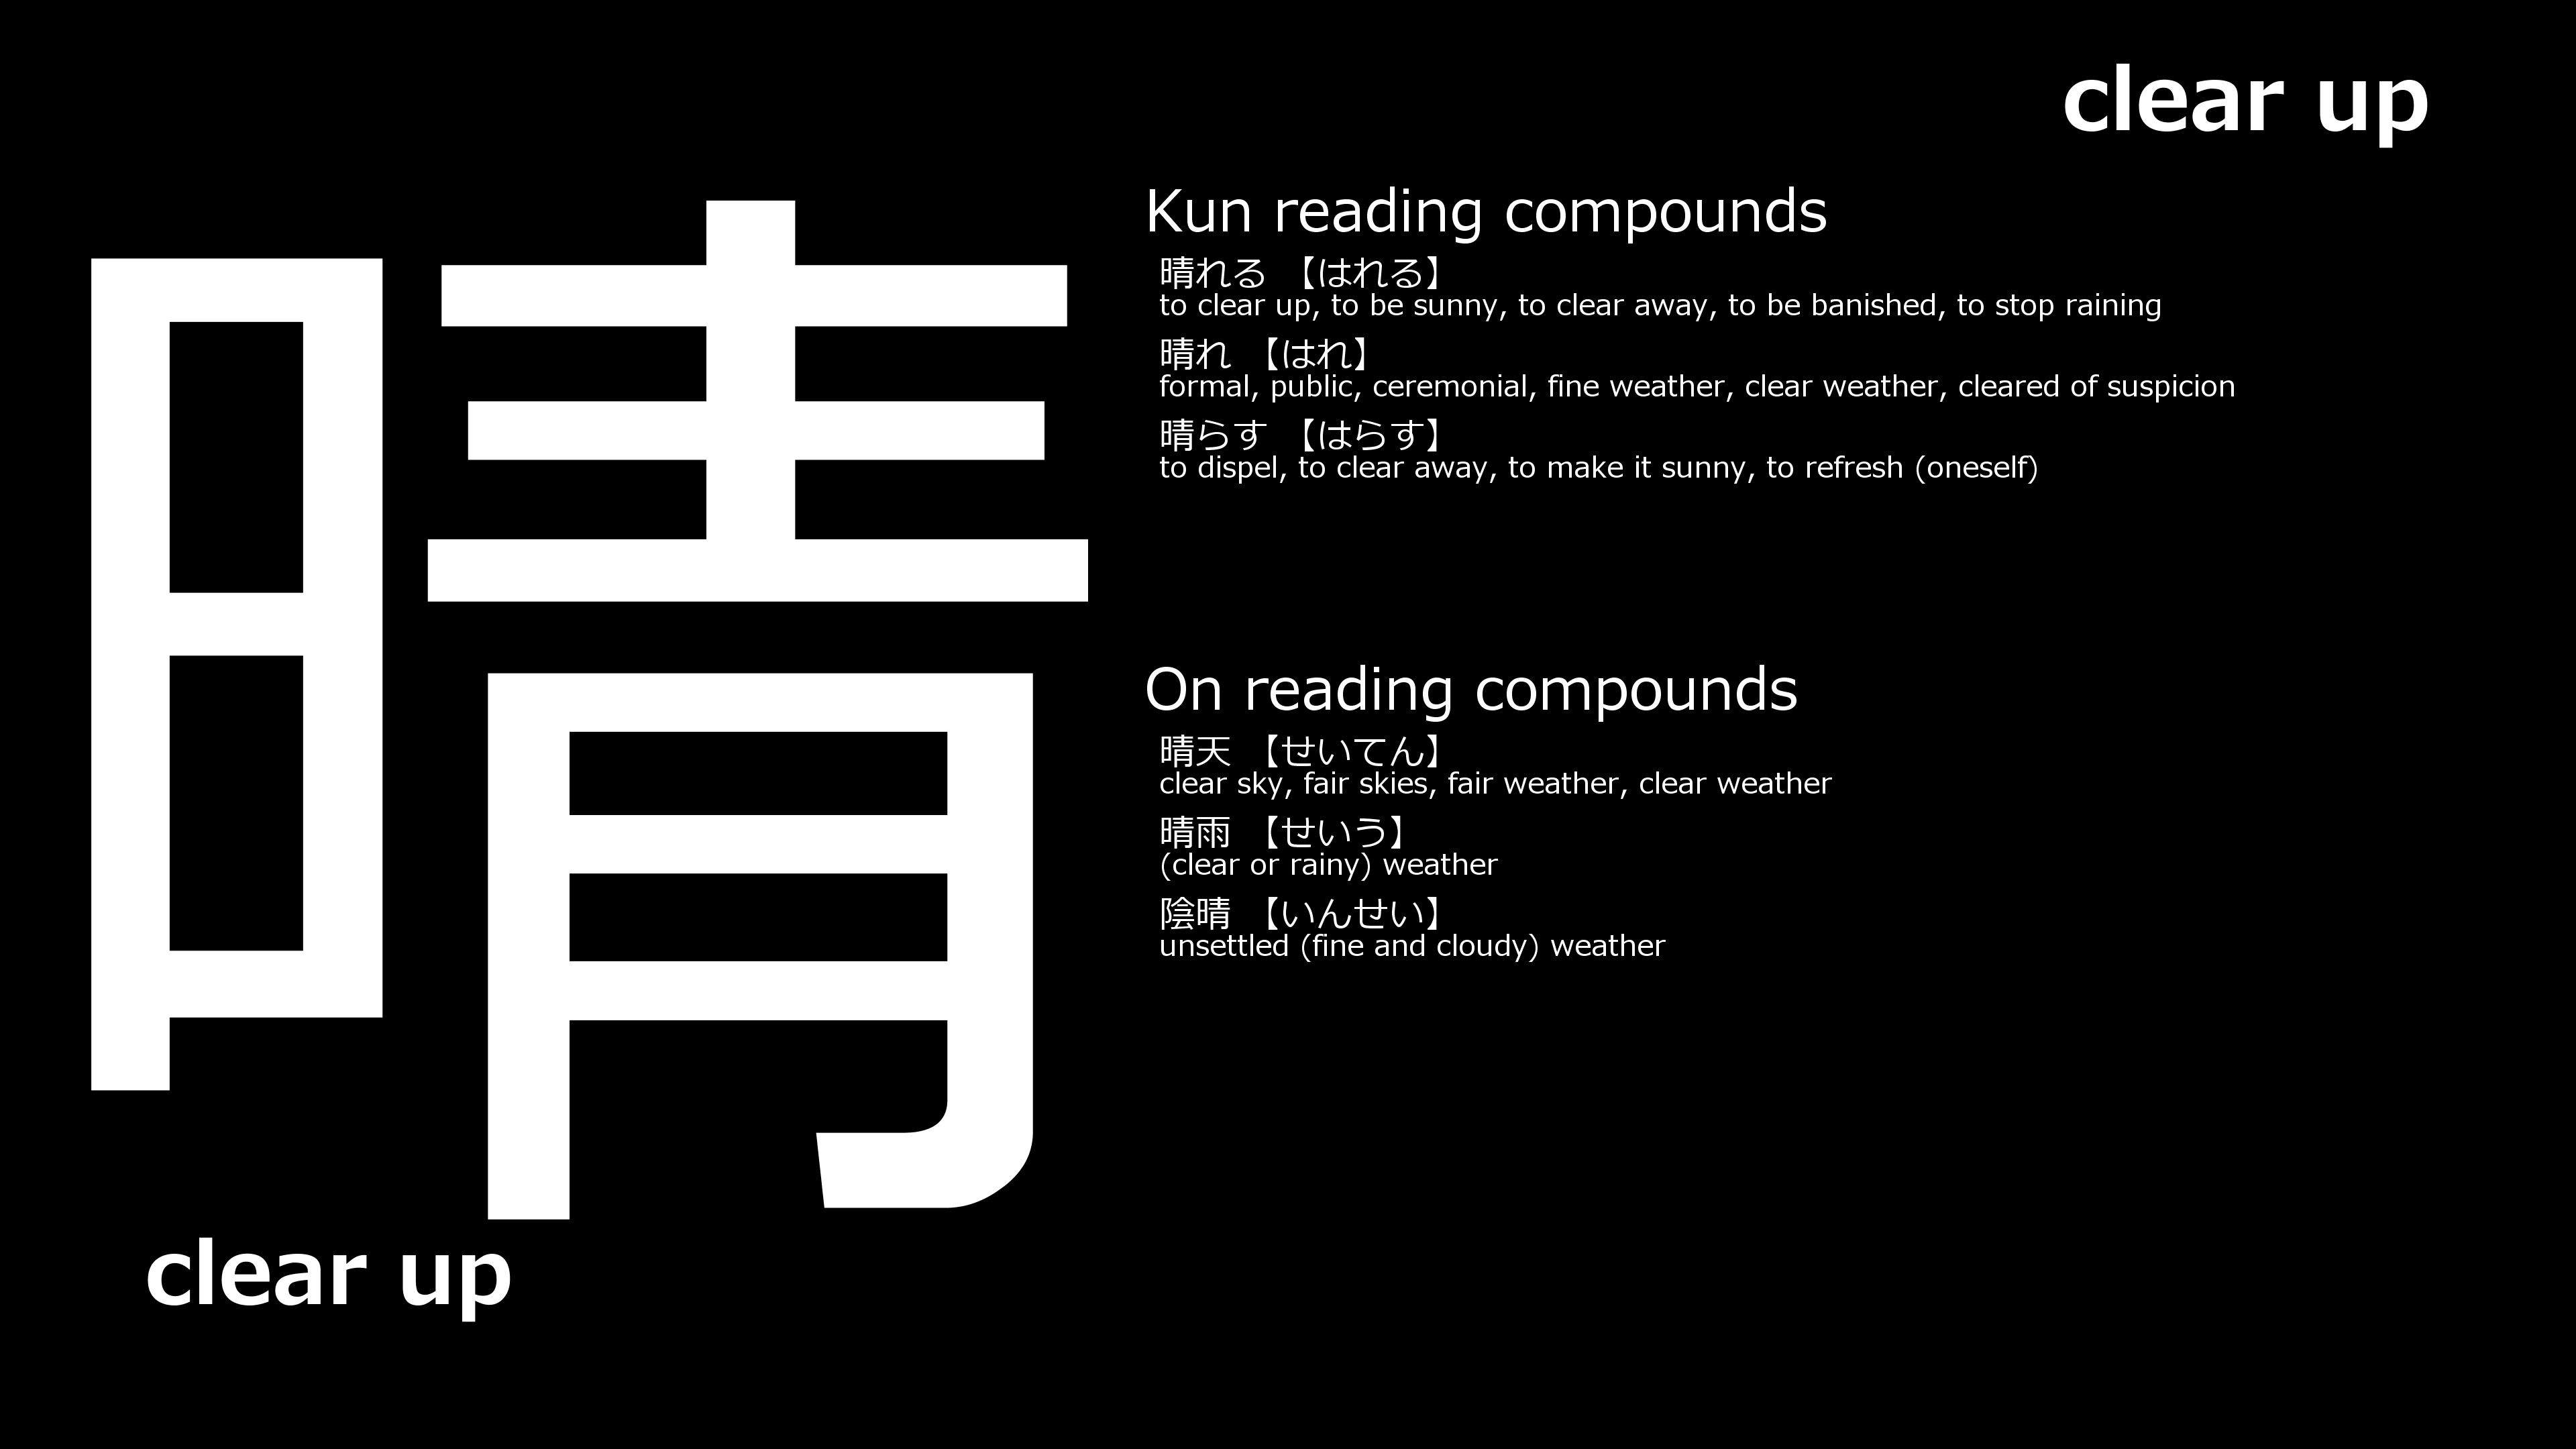 clear up
晴
Kun reading compounds
晴れる 【はれる】
to clear up, to be sunny, to clear away, to be banished, to stop raining
晴れ 【はれ】
formal, public, ceremonial, fine weather, clear weather, cleared of suspicion
晴らす 【はらす】
to dispel, to clear away, to make it sunny, to refresh (oneself)
On reading compounds
晴天 【せいてん】
clear sky, fair skies, fair weather, clear weather
晴雨 【せいう】
(clear or rainy) weather
陰晴 【いんせい】
unsettled (fine and cloudy) weather
clear up